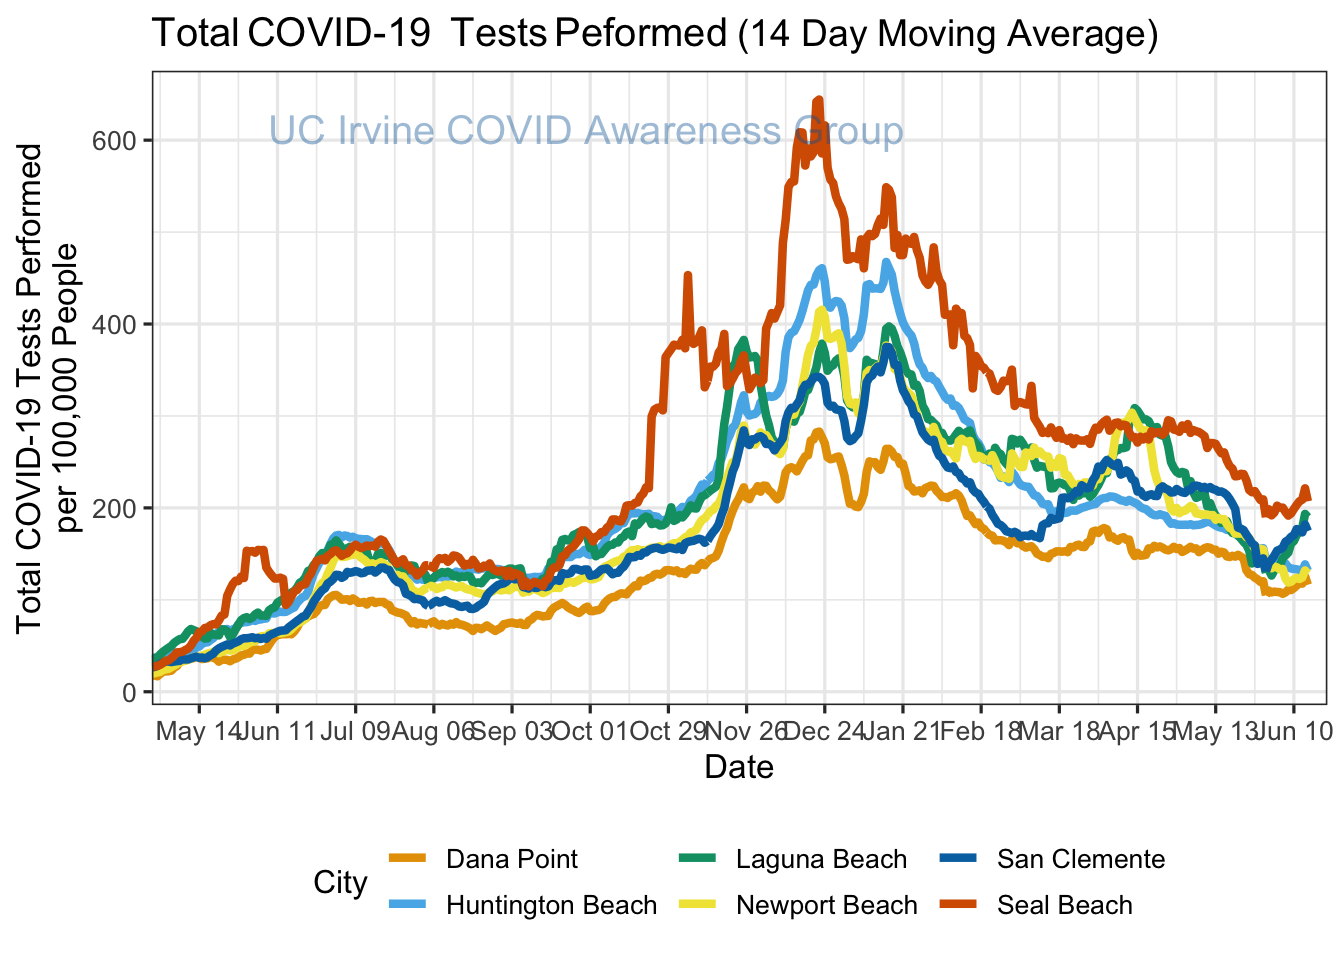 Total COVID-19 Tests Peformed (14 Day Moving Average)
UC Irvine COVID Awareness Group
Total COVID-19 Tests Performed
per 100,000 People
600
400
200
0
May 14 Jun 11 Jul 09 Aug 06 Sep 03 Oct 01 Oct 29 Nov 26 Dec 24 Jan 21 Feb 18 Mar 18 Apr 15 May 13 Jun 10
Date
City
Dana Point Laguna Beach San Clemente
Huntington Beach Newport Beach Seal Beach